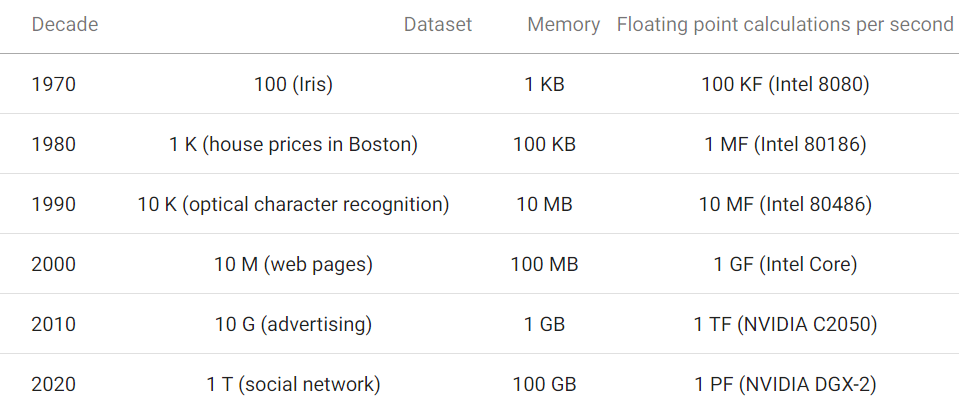 Decade Dataset Memory Floating point calculations per second
1970 100 (Iris) 1 KB 100 KF (Intel 8080)
1980 1 K (house prices in Boston) 100 KB 1 MF (Intel 80186)
1990 10 K (optical character recognition) 10 MB 10 MF (Intel 80486)
2000 10 M (web pages) 100 MB 1 GF (Intel Core)
2010 10 G (advertising) 1 GB 1 TF (NVIDIA C2050)
2020 1 T (social network) 100 GB 1 PF (NVIDIA DGX-2)